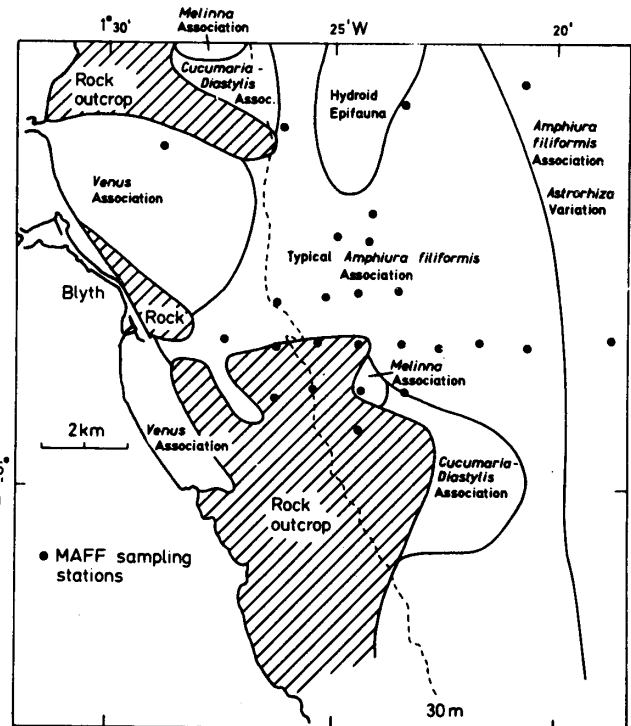 Melinna
Association
1°30'
25'W
20'
Cucumaria-
Diastylis
Assoc.
Rock
outcrop
Hydroid
Epifauna
Amphiura
filiformis
Association
Astrorhiza
Variation
Venus
Association
Typical Amphiura filiformis
Association
Blyth
Rock
Melinna
Association
2km
Venus
Association
Cucumaria-
Diastylis
Association
Rock
outcrop
MAFF sampling
stations
30m